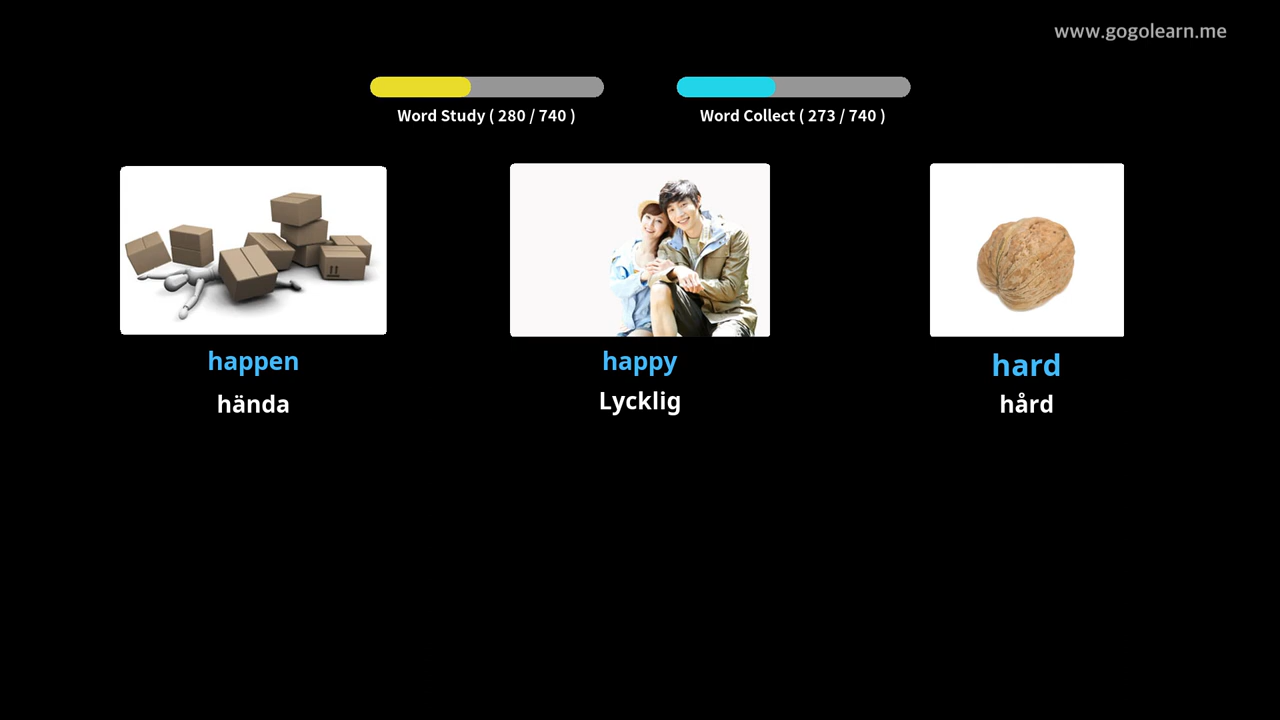 www.gogolearn.me
Word Study ( 280 / 740 )
Word Collect ( 273 / 740 )
happen
happy
hard
hända
Lycklig
hård